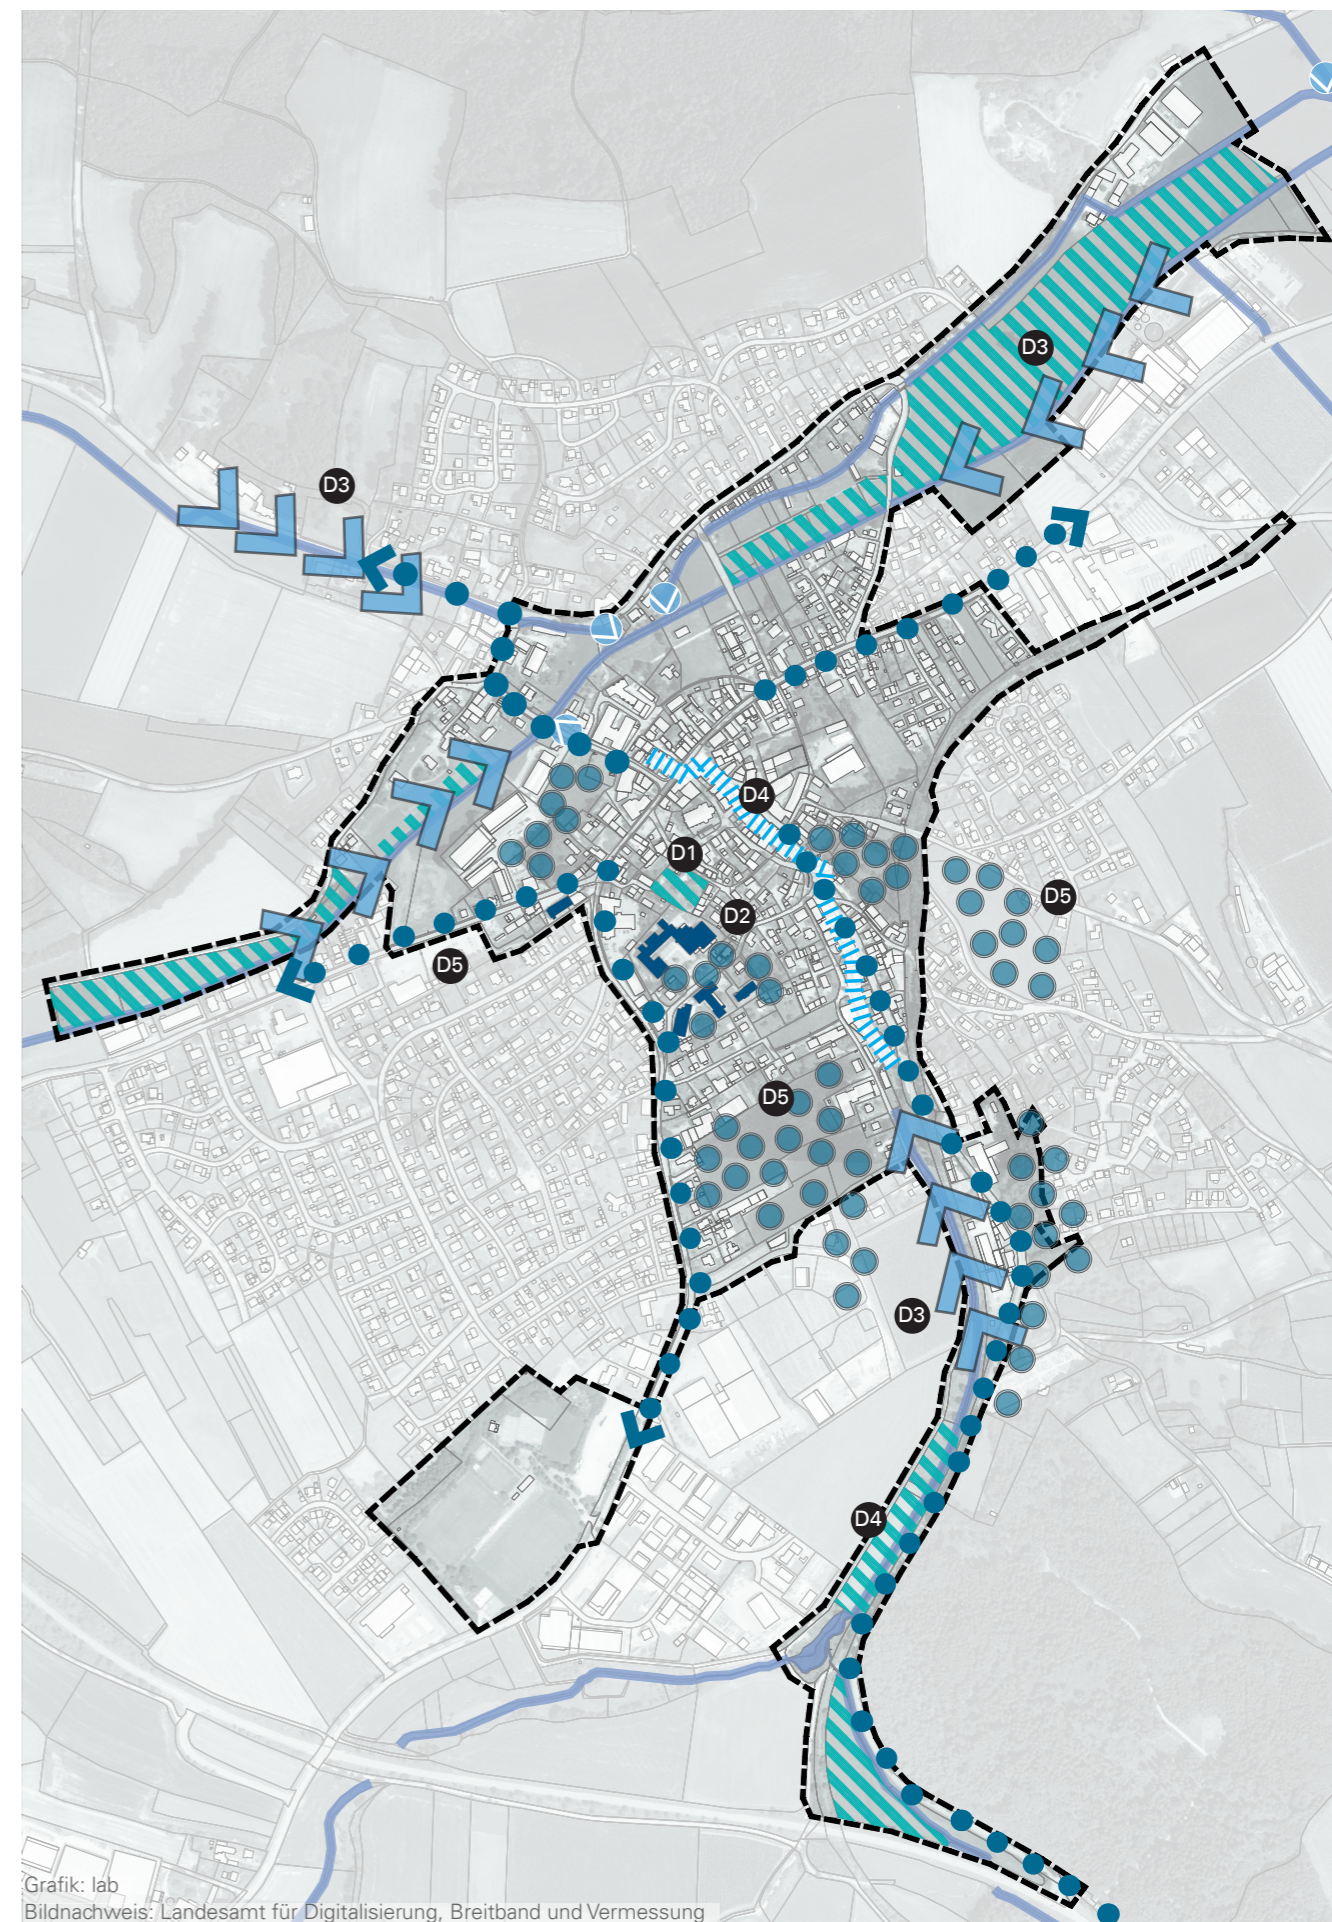 D3
D3
D4
D1
D2
D5
D5
D5
D3
D4
Grafik: lab
Bildnachweis: Landesamt für Digitalisierung, Breitband und Vermessung